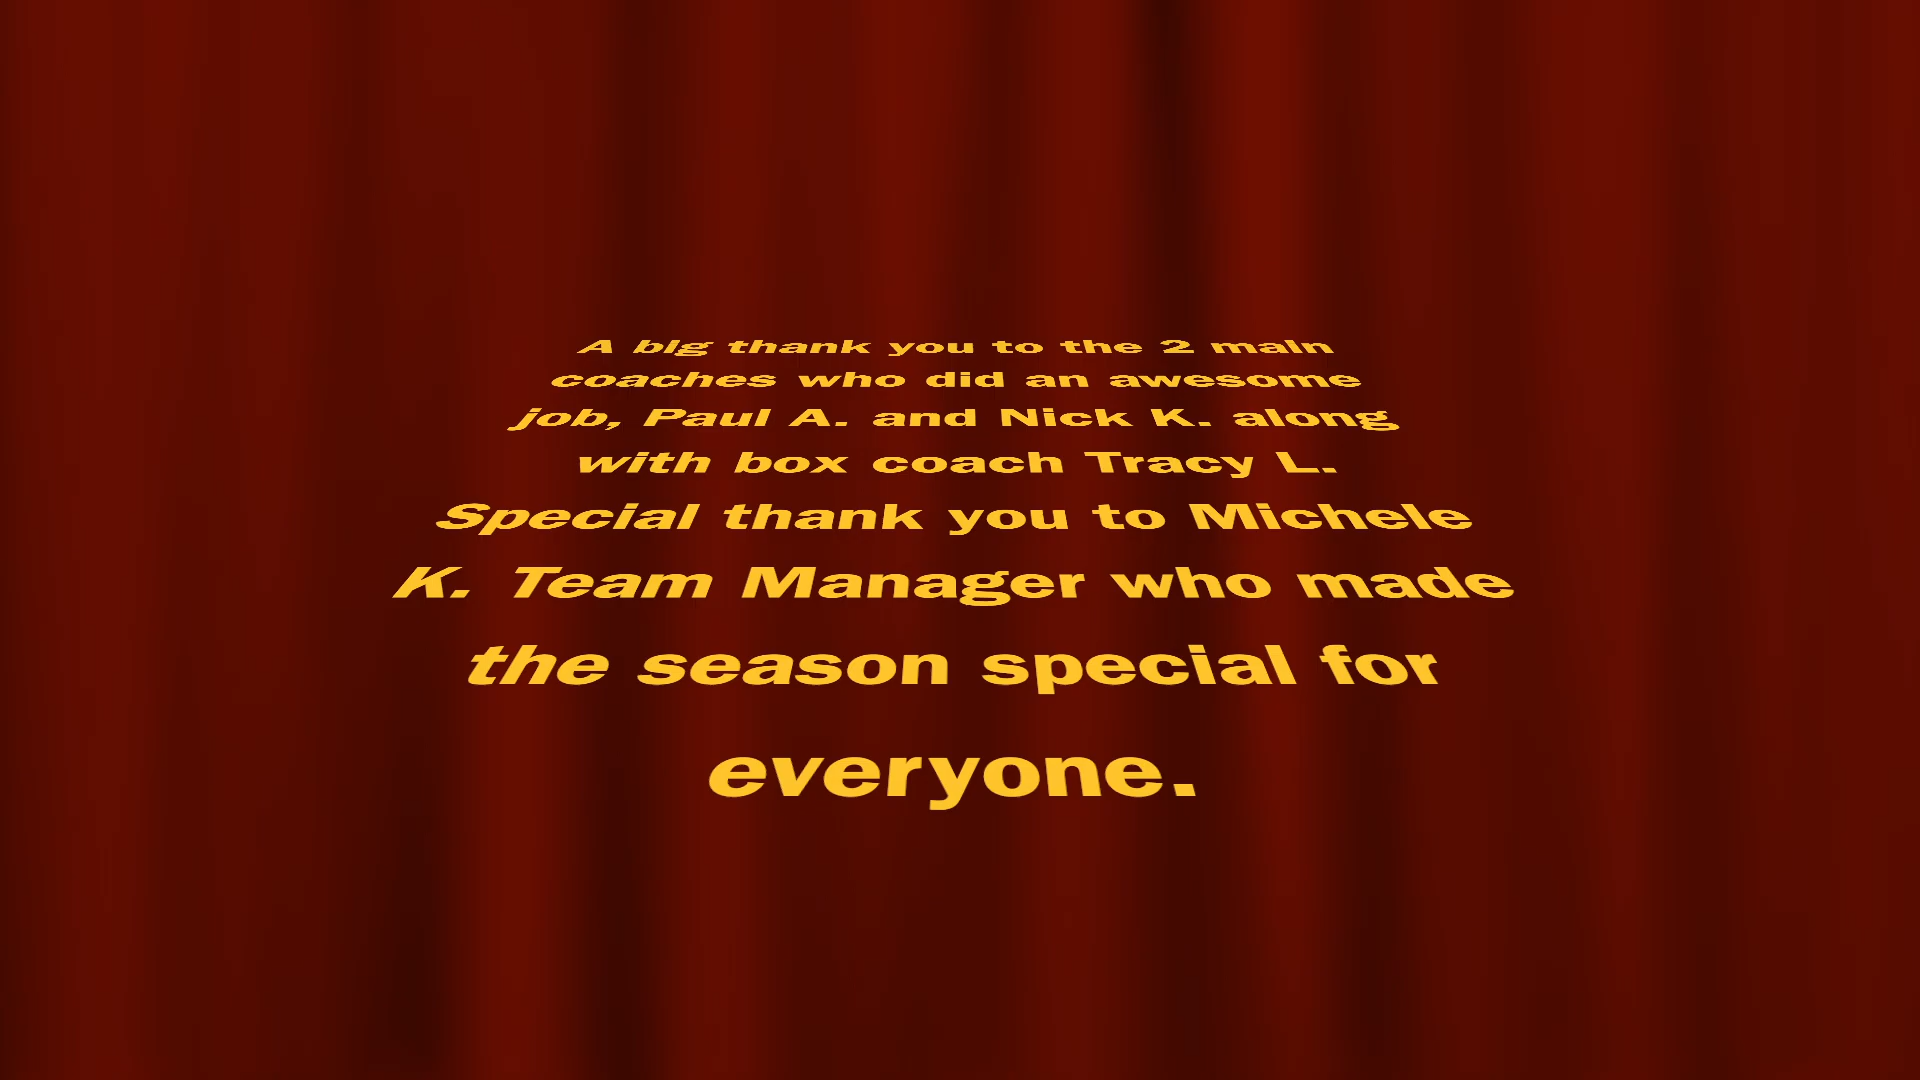 A big thank you to the 2 main
coaches who did an awesome
job, Paul A. and Nick K. along
with box coach Tracy L.
Special thank you to Michele
K. Team Manager who made
the season special for
everyone.